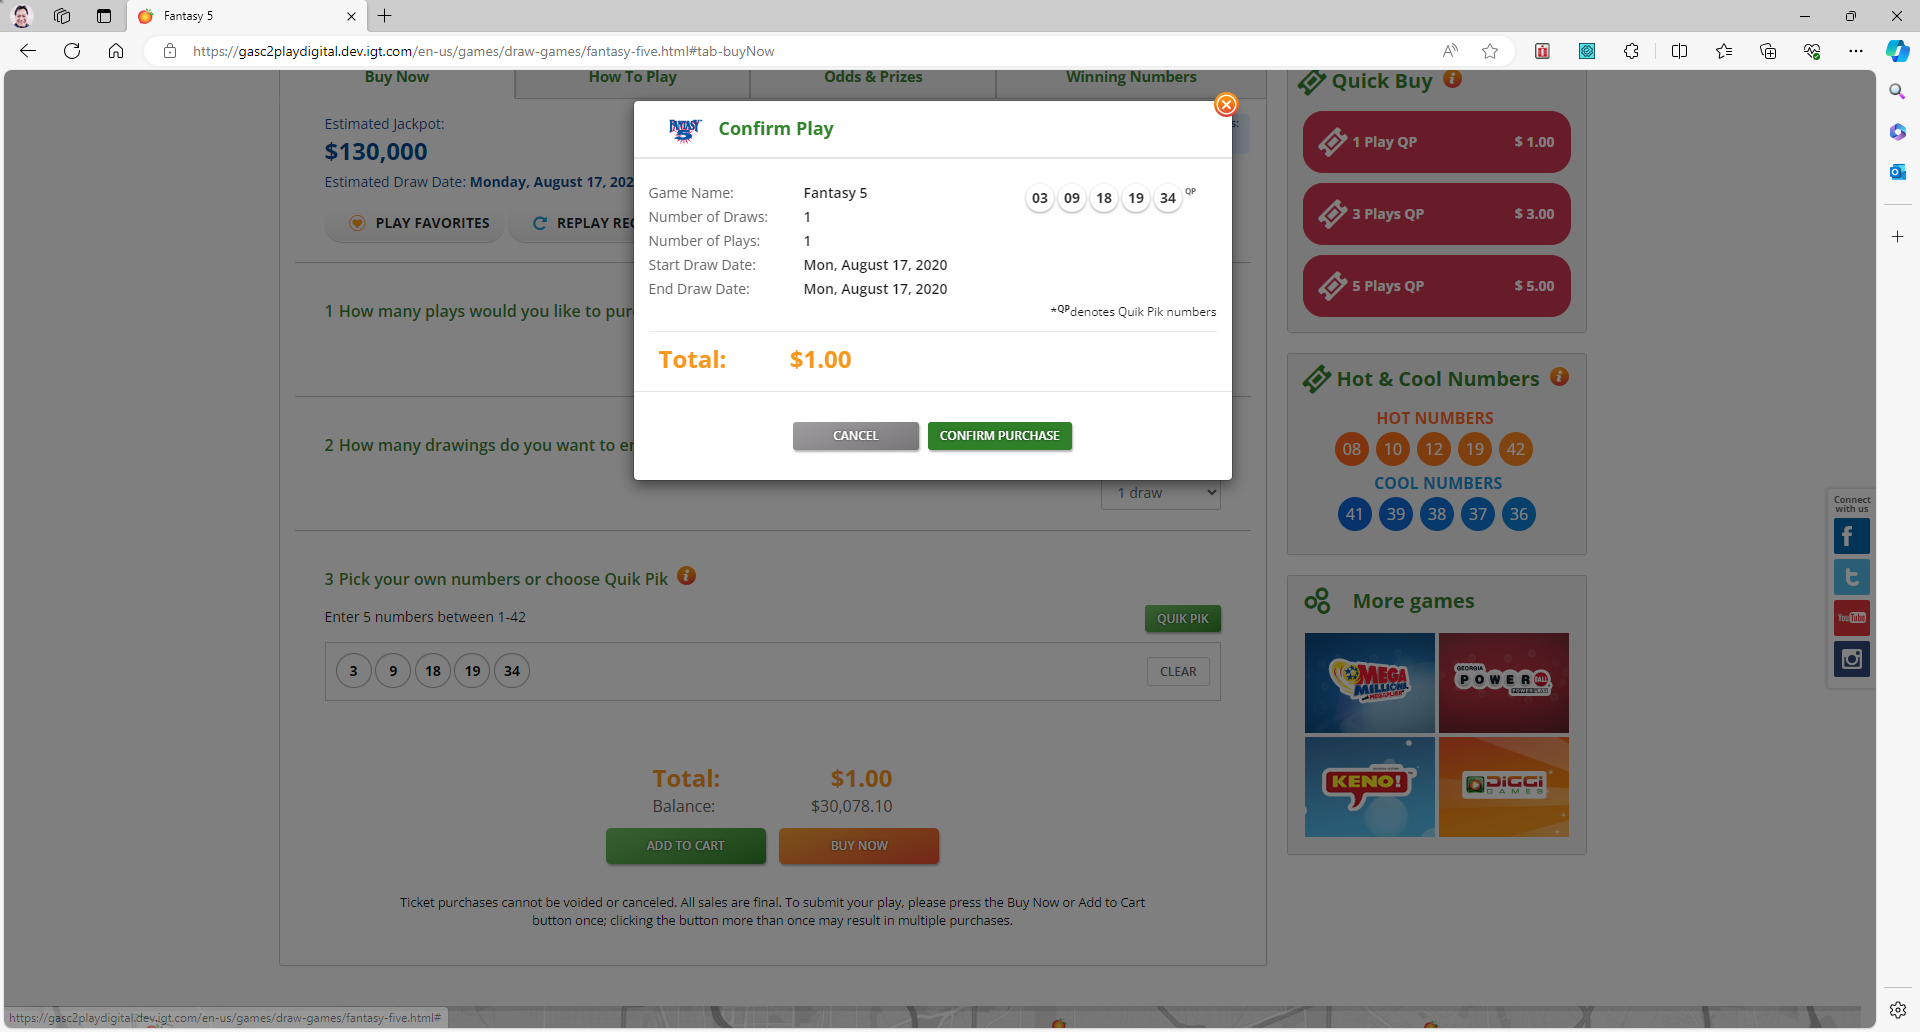 Fantasy 5
https://gasc2playdigital.dev.igt.com/en-us/games/draw-games/fantasy-five.html#tab-buyNow
Buy Now
How To Play
Odds & Prizes
Winning Numbers
Estimated Jackpot:
$130,000
Estimated Draw Date: Monday, August 17, 202
PLAY FAVORITES
REPLAY REC
1 How many plays would you like to pur
2 How many drawings do you want to en
1 draw
FANTASY 5
Confirm Play
Game Name: Fantasy 5
Number of Draws: 1
Number of Plays: 1
Start Draw Date: Mon, August 17, 2020
End Draw Date: Mon, August 17, 2020
03 09 18 19 34 QP
*QPdenotes Quik Pik numbers
Total: $1.00
CANCEL
CONFIRM PURCHASE
3 Pick your own numbers or choose Quik Pik
Enter 5 numbers between 1-42
QUIK PIK
3 9 18 19 34
CLEAR
Total: $1.00
Balance: $30,078.10
ADD TO CART
BUY NOW
Ticket purchases cannot be voided or canceled. All sales are final. To submit your play, please press the Buy Now or Add to Cart
button once; clicking the button more than once may result in multiple purchases.
Quick Buy
1 Play QP $ 1.00
3 Plays QP $ 3.00
5 Plays QP $ 5.00
Hot & Cool Numbers
HOT NUMBERS
08 10 12 19 42
COOL NUMBERS
41 39 38 37 36
More games
MEGA
MILLIONS
MEGAPLIER
GEORGIA
POWERBALL
POWER PLAY
KENO!
DiGGi
GAMES
Connect
with us
YouTube
https://gasc2playdigital.dev.igt.com/en-us/games/draw-games/fantasy-five.html#